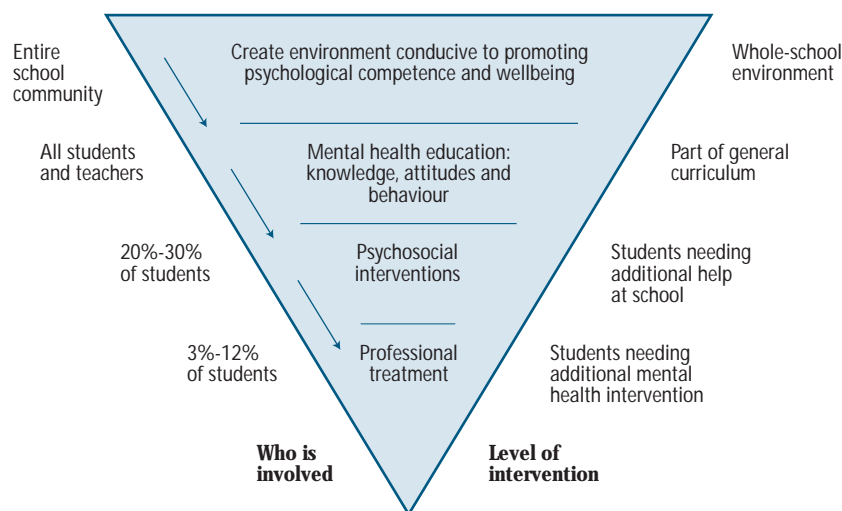 Entire
school
community
Create environment conducive to promoting
psychological competence and wellbeing
Whole-school
environment
All students
and teachers
Mental health education:
knowledge, attitudes and
behaviour
Part of general
curriculum
20%-30%
of students
Psychosocial
interventions
Students needing
additional help
at school
3%-12%
of students
Professional
treatment
Students needing
additional mental
health intervention
Who is
involved
Level of
intervention